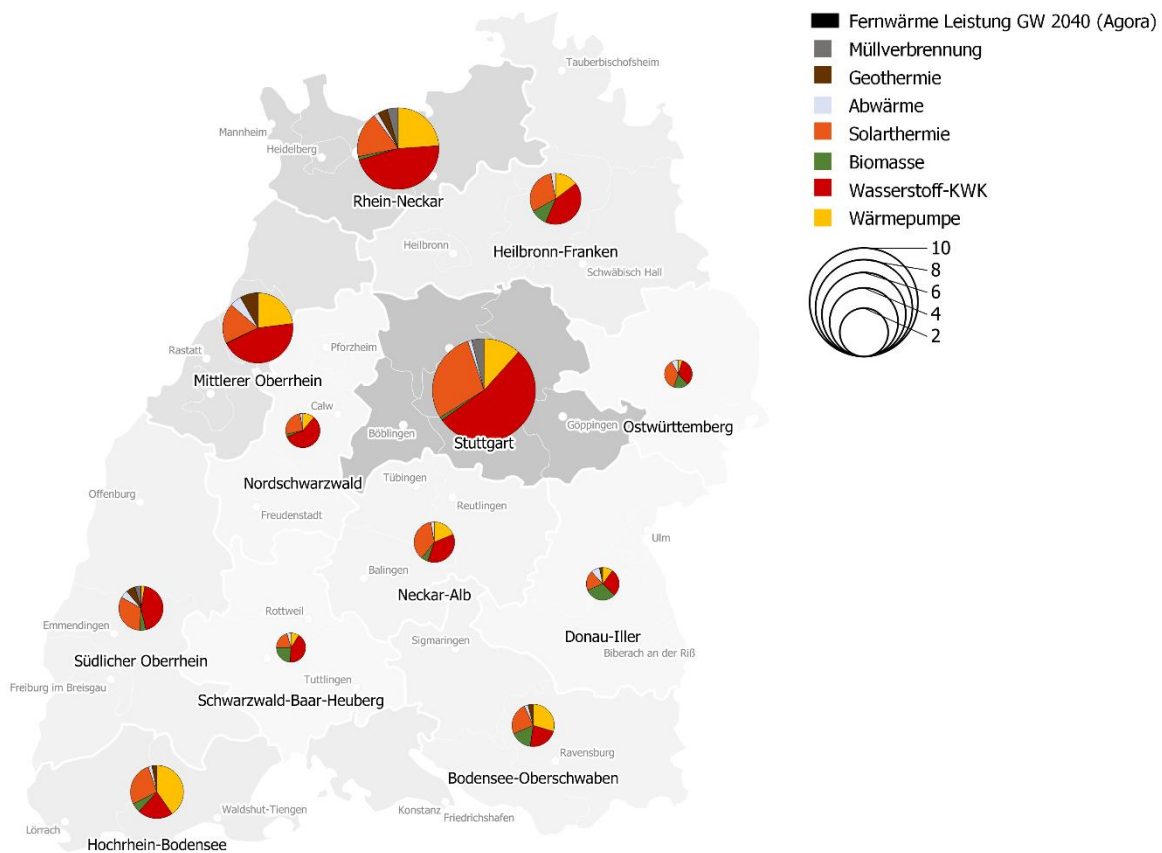 Fernwärme Leistung GW 2040 (Agora)
Müllverbrennung
Geothermie
Abwärme
Solarthermie
Biomasse
Wasserstoff-KWK
Wärmepumpe
10
8
6
4
2
Tauberbischofsheim
Mannheim
Heidelberg
Rhein-Neckar
Heilbronn
Heilbronn-Franken
Schwäbisch Hall
Rastatt
Pforzheim
Mittlerer Oberrhein
Calw
Böblingen
Stuttgart
Göppingen
Ostwürttemberg
Nordschwarzwald
Tübingen
Offenburg
Reutlingen
Freudenstadt
Ulm
Balingen
Neckar-Alb
Rottweil
Emmendingen
Sigmaringen
Donau-Iller
Biberach an der Riß
Südlicher Oberrhein
Tuttlingen
Freiburg im Breisgau
Schwarzwald-Baar-Heuberg
Ravensburg
Bodensee-Oberschwaben
Waldshut-Tiengen
Konstanz
Friedrichshafen
Lörrach
Hochrhein-Bodensee